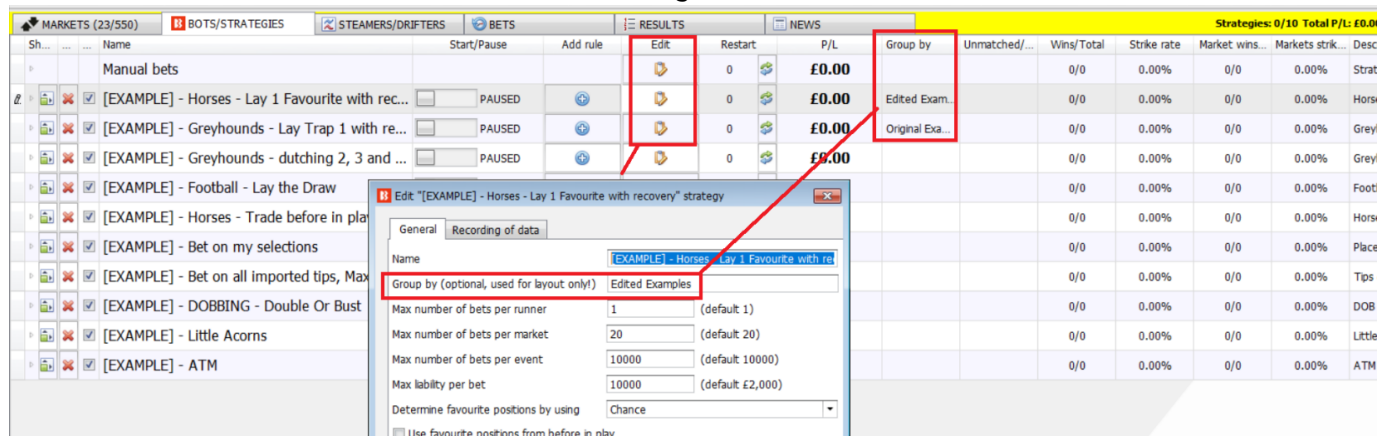 MARKETS (23/550) BOTS/STRATEGIES STEAMERS/DRIFTERS BETS RESULTS NEWS Strategies: 0/10 Total P/L: £0.00
Sh... ... ... Name Start/Pause Add rule Edit Restart P/L Group by Unmatched/... Wins/Total Strike rate Market wins... Markets strik... Desc
Manual bets 0 £0.00 0/0 0.00% 0/0 0.00% Strat
[EXAMPLE] - Horses - Lay 1 Favourite with rec... PAUSED 0 £0.00 Edited Exam... 0/0 0.00% 0/0 0.00% Horse
[EXAMPLE] - Greyhounds - Lay Trap 1 with re... PAUSED 0 £0.00 Original Exa... 0/0 0.00% 0/0 0.00% Grey
[EXAMPLE] - Greyhounds - dutching 2, 3 and ... PAUSED 0 £0.00 0/0 0.00% 0/0 0.00% Grey
[EXAMPLE] - Football - Lay the Draw 0/0 0.00% 0/0 0.00% Foot
[EXAMPLE] - Horses - Trade before in play 0/0 0.00% 0/0 0.00% Horse
[EXAMPLE] - Bet on my selections 0/0 0.00% 0/0 0.00% Place
[EXAMPLE] - Bet on all imported tips, Max 0/0 0.00% 0/0 0.00% Tips
[EXAMPLE] - DOBBING - Double Or Bust 0/0 0.00% 0/0 0.00% DOB
[EXAMPLE] - Little Acorns 0/0 0.00% 0/0 0.00% Little
[EXAMPLE] - ATM 0/0 0.00% 0/0 0.00% ATM
Edit "[EXAMPLE] - Horses - Lay 1 Favourite with recovery" strategy
General Recording of data
Name [EXAMPLE] - Horses - Lay 1 Favourite with re
Group by (optional, used for layout only!) Edited Examples
Max number of bets per runner 1 (default 1)
Max number of bets per market 20 (default 20)
Max number of bets per event 10000 (default 10000)
Max liability per bet 10000 (default £2,000)
Determine favourite positions by using Chance
Use favourite positions from before in play